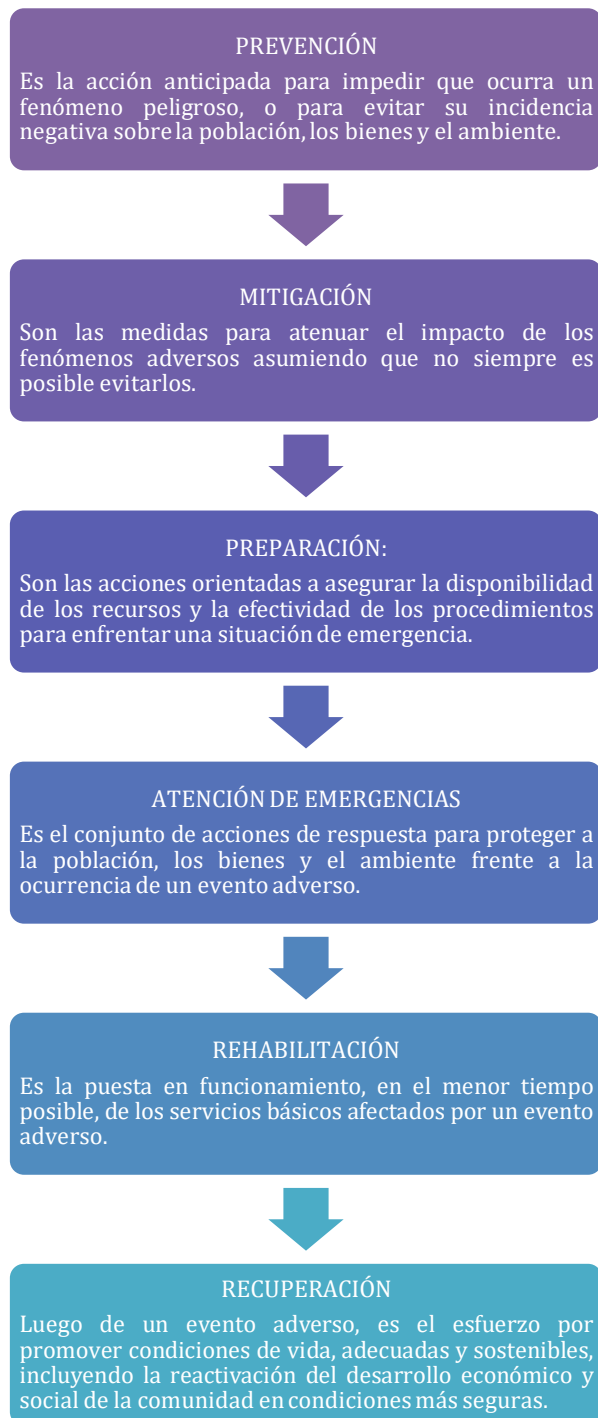 PREVENCIÓN
Es la acción anticipada para impedir que ocurra un
fenómeno peligroso, o para evitar su incidencia
negativa sobre la población, los bienes y el ambiente.
MITIGACIÓN
Son las medidas para atenuar el impacto de los
fenómenos adversos asumiendo que no siempre es
posible evitarlos.
PREPARACIÓN:
Son las acciones orientadas a asegurar la disponibilidad
de los recursos y la efectividad de los procedimientos
para enfrentar una situación de emergencia.
ATENCIÓN DE EMERGENCIAS
Es el conjunto de acciones de respuesta para proteger a
la población, los bienes y el ambiente frente a la
ocurrencia de un evento adverso.
REHABILITACIÓN
Es la puesta en funcionamiento, en el menor tiempo
posible, de los servicios básicos afectados por un evento
adverso.
RECUPERACIÓN
Luego de un evento adverso, es el esfuerzo por
promover condiciones de vida, adecuadas y sostenibles,
incluyendo la reactivación del desarrollo económico y
social de la comunidad en condiciones más seguras.